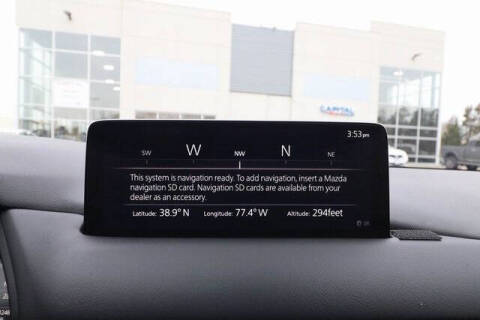 CAPITAL
3:53pm
SW W NW N NE
This system is navigation ready. To add navigation, insert a Mazda
navigation SD card. Navigation SD cards are available from your
dealer as an accessory.
Latitude: 38.9° N Longitude: 77.4° W Altitude: 294feet